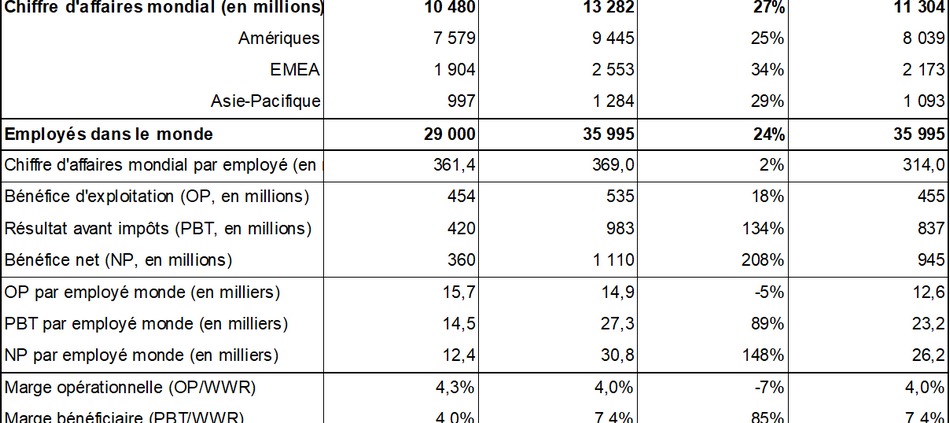 Chiffre d'affaires mondial (en millions) 10 480 13 282 27% 11 304
Amériques 7 579 9 445 25% 8 039
EMEA 1 904 2 553 34% 2 173
Asie-Pacifique 997 1 284 29% 1 093
Employés dans le monde 29 000 35 995 24% 35 995
Chiffre d'affaires mondial par employé (en 361,4 369,0 2% 314,0
Bénéfice d'exploitation (OP, en millions) 454 535 18% 455
Résultat avant impôts (PBT, en millions) 420 983 134% 837
Bénéfice net (NP, en millions) 360 1 110 208% 945
OP par employé monde (en milliers) 15,7 14,9 -5% 12,6
PBT par employé monde (en milliers) 14,5 27,3 89% 23,2
NP par employé monde (en milliers) 12,4 30,8 148% 26,2
Marge opérationnelle (OP/WWR) 4,3% 4,0% -7% 4,0%
Marge bénéficiaire (PBT/WWR) 4,0% 7,4% 85% 7,4%